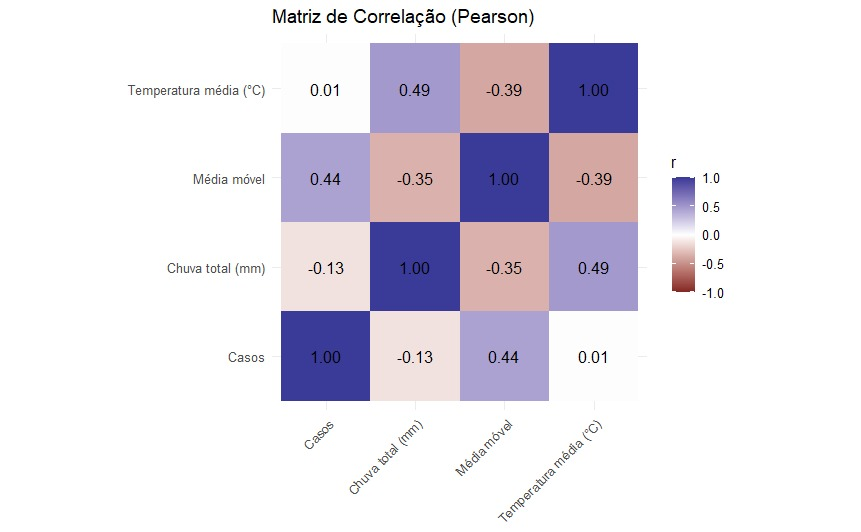 Matriz de Correlação (Pearson)
Temperatura média (°C)
0.01 0.49 -0.39 1.00
Média móvel
0.44 -0.35 1.00 -0.39
Chuva total (mm)
-0.13 1.00 -0.35 0.49
Casos
1.00 -0.13 0.44 0.01
Casos
Chuva total (mm)
Média móvel
Temperatura média (°C)
r
1.0
0.5
0.0
-0.5
-1.0